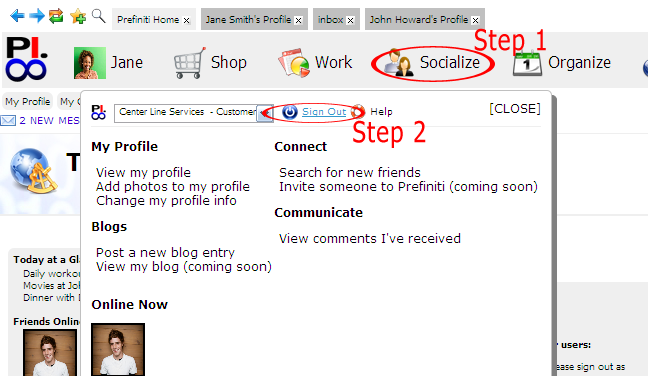 Prefiniti Home x Jane Smith's Profile x inbox x John Howard's Profile x
Step 1
PI.
Jane Shop Work Socialize Organize
My Profile My
2 NEW MES
PI. Center Line Services - Customer Sign Out Help [CLOSE]
Step 2
T
My Profile Connect
View my profile Search for new friends
Add photos to my profile Invite someone to Prefiniti (coming soon)
Change my profile info
Communicate
Blogs
View comments I've received
Post a new blog entry
View my blog (coming soon)
Today at a Gla
Daily workou
Movies at Joh
Dinner with D
Online Now
Friends Online
r users:
ease sign out as